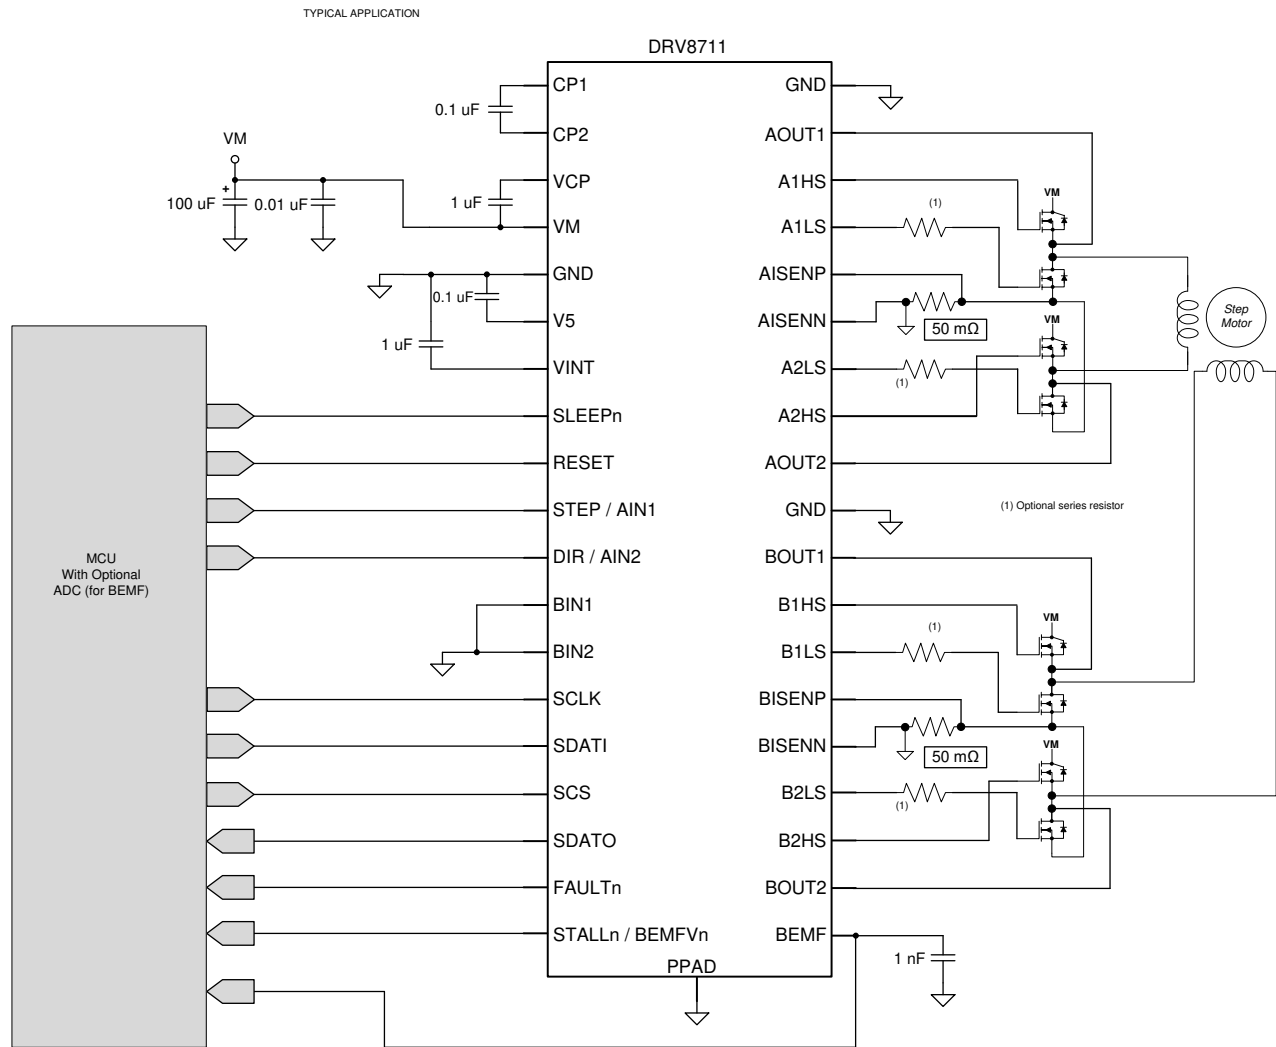 TYPICAL APPLICATION
DRV8711
CP1
GND
0.1 uF
CP2
AOUT1
VM
VCP
A1HS
100 uF
+
0.01 uF
1 uF
VM
(1)
VM
A1LS
GND
AISENP
0.1 uF
V5
AISENN
50 mΩ
VM
Step
Motor
1 uF
VINT
A2LS
(1)
SLEEPn
A2HS
RESET
AOUT2
STEP / AIN1
GND
(1) Optional series resistor
MCU
With Optional
ADC (for BEMF)
DIR / AIN2
BOUT1
BIN1
B1HS
VM
BIN2
B1LS
(1)
SCLK
BISENP
SDATI
BISENN
50 mΩ
VM
SCS
B2LS
(1)
SDATO
B2HS
FAULTn
BOUT2
STALLn / BEMFVn
BEMF
1 nF
PPAD